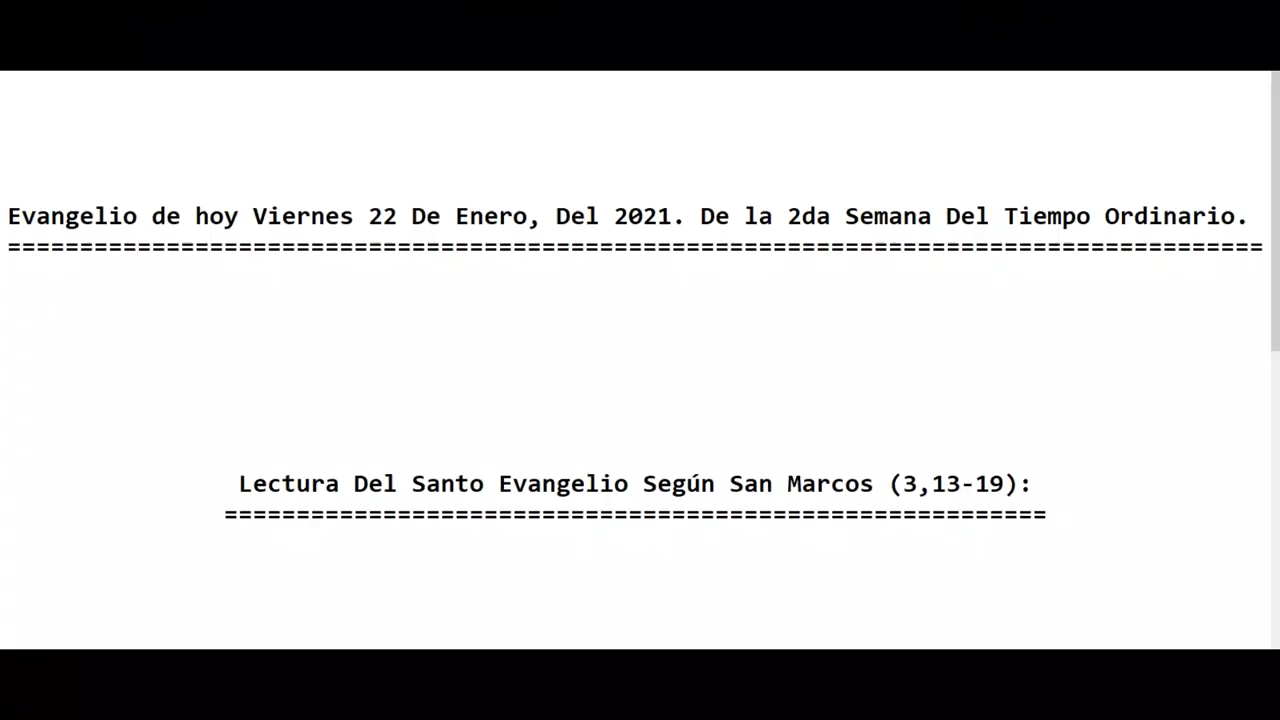 Evangelio de hoy Viernes 22 De Enero, Del 2021. De la 2da Semana Del Tiempo Ordinario.
=======================================================================================
Lectura Del Santo Evangelio Según San Marcos (3,13-19):
=========================================================